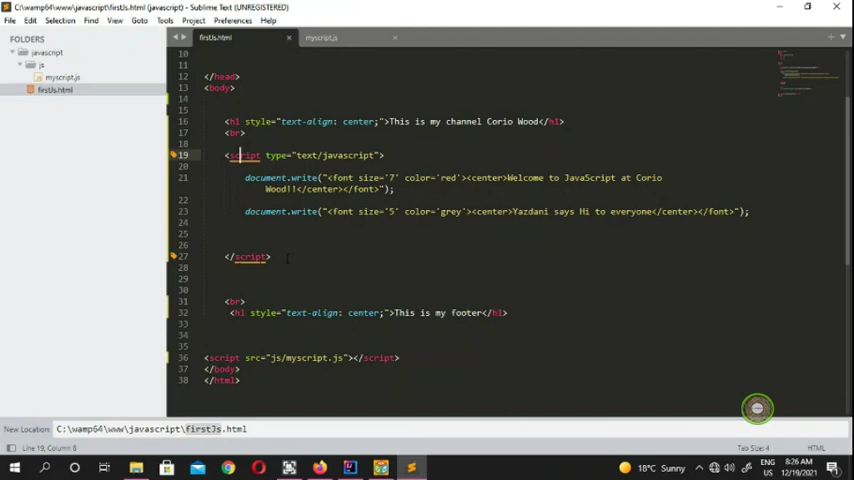 C:\wamp64\www\javascript\firstJs.html (javascript) - Sublime Text (UNREGISTERED)
File Edit Selection Find View Goto Tools Project Preferences Help
FOLDERS
javascript
js
myscript.js
firstJs.html
firstJs.html × myscript.js ×
10
12 </head>
13 <body>
14
15
16 <h1 style="text-align: center;">This is my channel Corio Wood</h1>
17 <br>
18
19 <script type="text/javascript">
20
21 document.write("<font size='7' color='red'><center>Welcome to JavaScript at Corio
Wood!!</center></font>");
22
23 document.write("<font size='5' color='grey'><center>Yazdani says Hi to everyone</center></font>");
24
25
26
27 </script>
28
29
30
31 <br>
32 <h1 style="text-align: center;">This is my footer</h1>
33
34
35
36 <script src="js/myscript.js"></script>
37 </body>
38 </html>
New Location: C:\wamp64\www\javascript\firstJs.html
Line 19, Column 8 Tab Size: 4 HTML
18°C Sunny
ENG
US
8:26 AM
12/19/2021